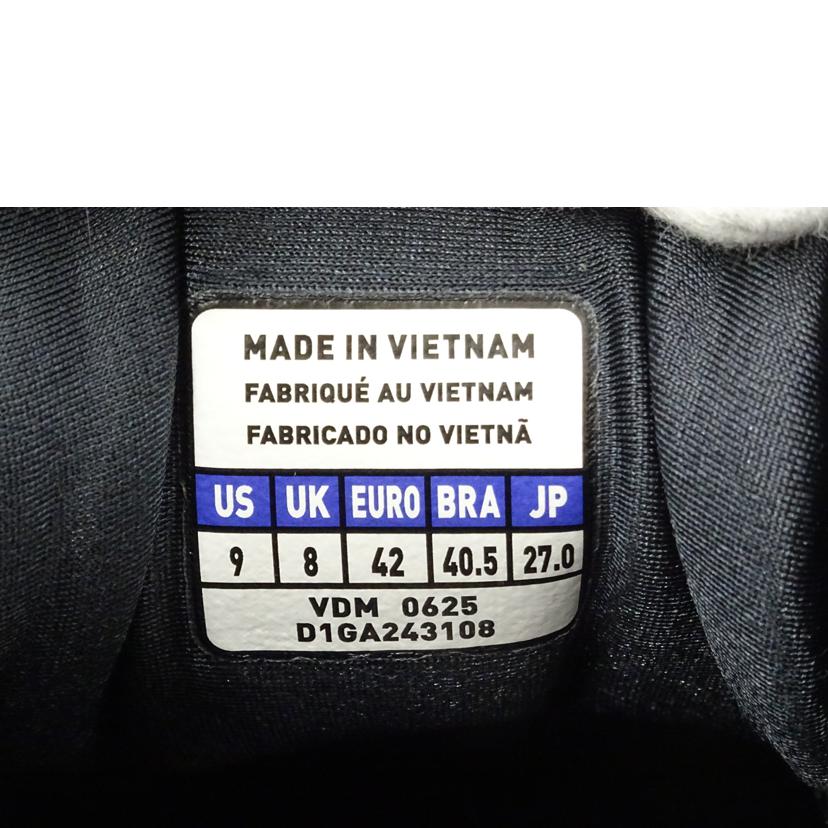 MADE IN VIETNAM
FABRIQUÉ AU VIETNAM
FABRICADO NO VIETNÃ
US UK EURO BRA JP
9 8 42 40.5 27.0
VDM 0625
D1GA243108